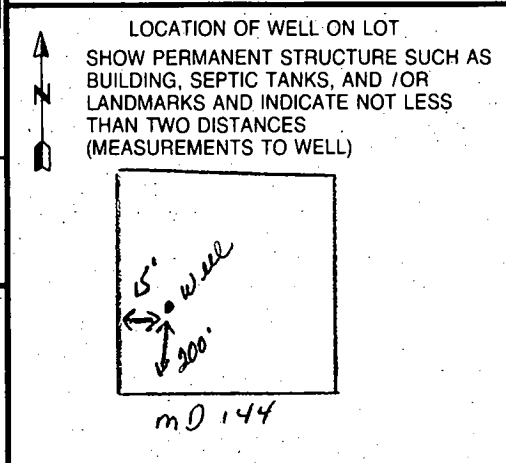 LOCATION OF WELL ON LOT
N
SHOW PERMANENT STRUCTURE SUCH AS
BUILDING, SEPTIC TANKS, AND / OR
LANDMARKS AND INDICATE NOT LESS
THAN TWO DISTANCES
(MEASUREMENTS TO WELL)
15'
Well
200'
MD 144